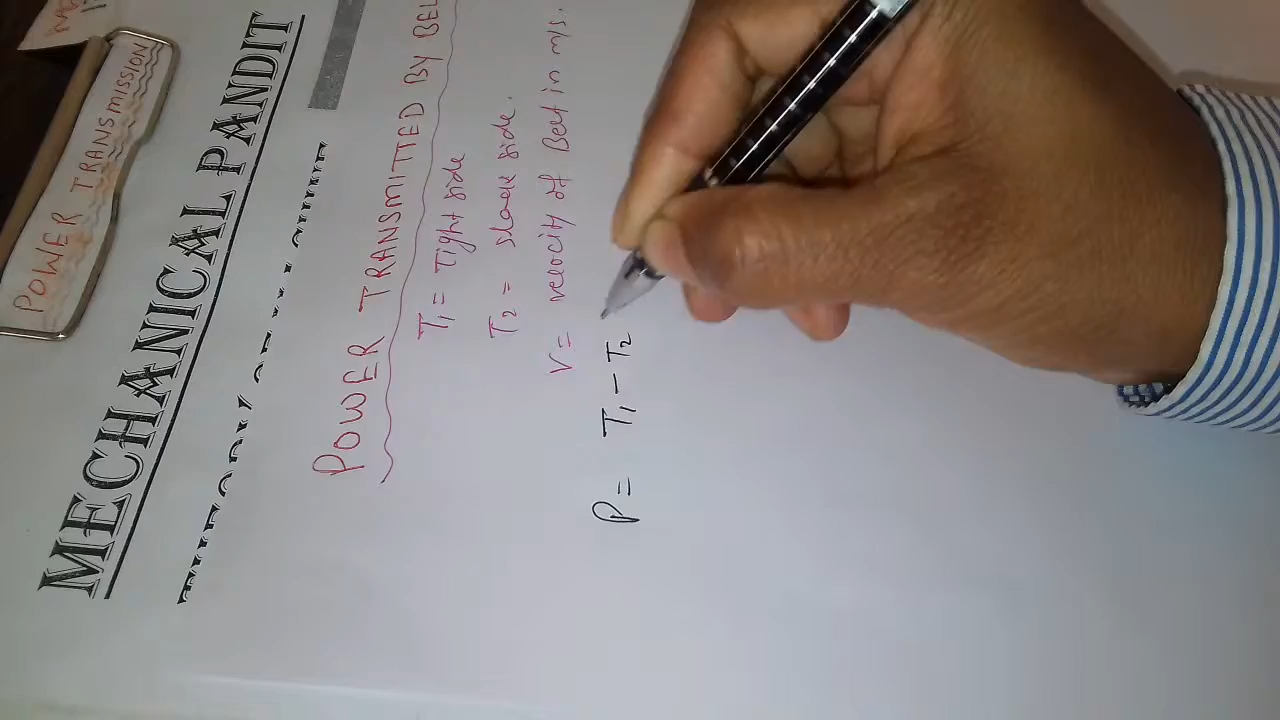 POWER TRANSMISSION
MECHANICAL PANDIT
POWER TRANSMITTED BY BEL
T1 = Tight side
T2 = slack side.
V = velocity of Belt in m/s.
P = T1 - T2